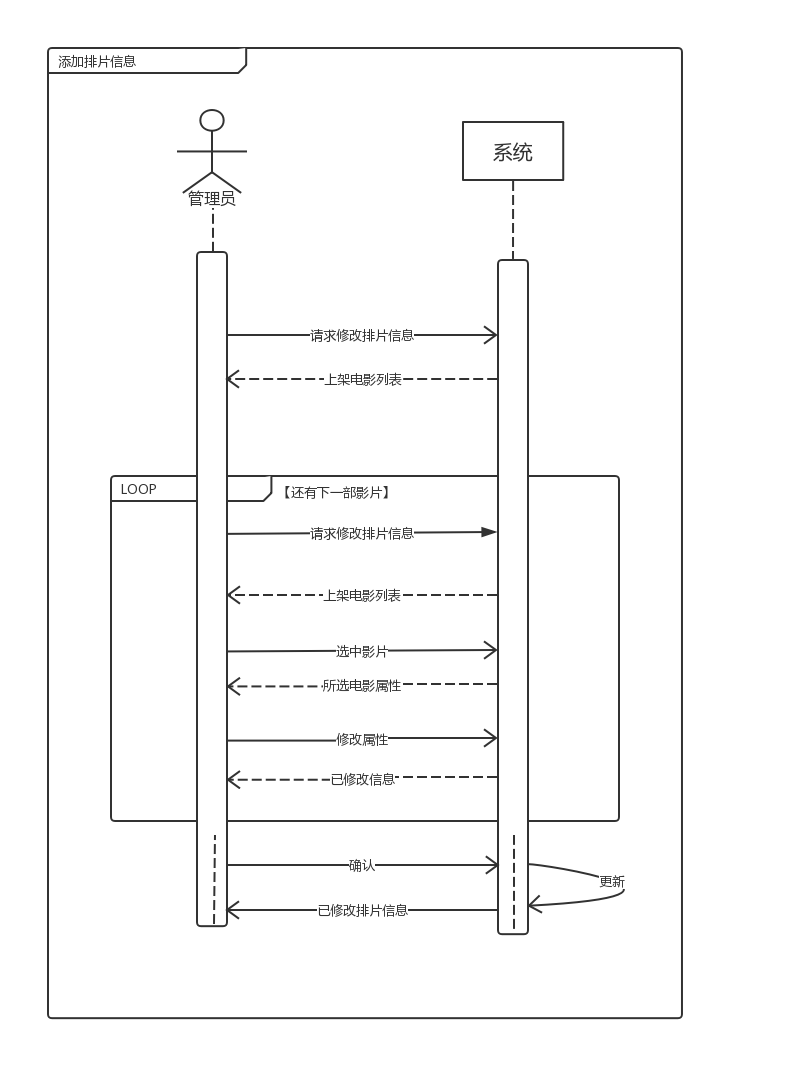 添加排片信息
系统
管理员
请求修改排片信息
上架电影列表
LOOP
【还有下一部影片】
请求修改排片信息
上架电影列表
选中影片
所选电影属性
修改属性
已修改信息
确认
更新
已修改排片信息